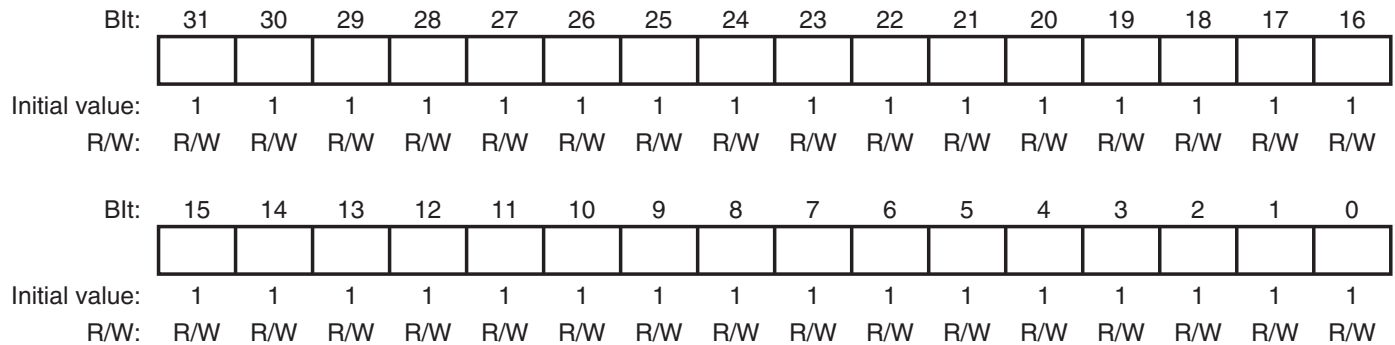 BIt: 31 30 29 28 27 26 25 24 23 22 21 20 19 18 17 16
Initial value: 1 1 1 1 1 1 1 1 1 1 1 1 1 1 1 1
R/W: R/W R/W R/W R/W R/W R/W R/W R/W R/W R/W R/W R/W R/W R/W R/W R/W
BIt: 15 14 13 12 11 10 9 8 7 6 5 4 3 2 1 0
Initial value: 1 1 1 1 1 1 1 1 1 1 1 1 1 1 1 1
R/W: R/W R/W R/W R/W R/W R/W R/W R/W R/W R/W R/W R/W R/W R/W R/W R/W